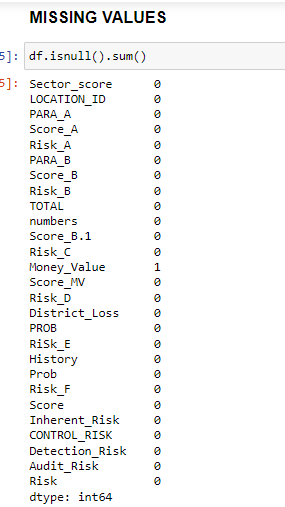 MISSING VALUES
5]: df.isnull().sum()
5]: Sector_score 0
LOCATION_ID 0
PARA_A 0
Score_A 0
Risk_A 0
PARA_B 0
Score_B 0
Risk_B 0
TOTAL 0
numbers 0
Score_B.1 0
Risk_C 0
Money_Value 1
Score_MV 0
Risk_D 0
District_Loss 0
PROB 0
RiSk_E 0
History 0
Prob 0
Risk_F 0
Score 0
Inherent_Risk 0
CONTROL_RISK 0
Detection_Risk 0
Audit_Risk 0
Risk 0
dtype: int64